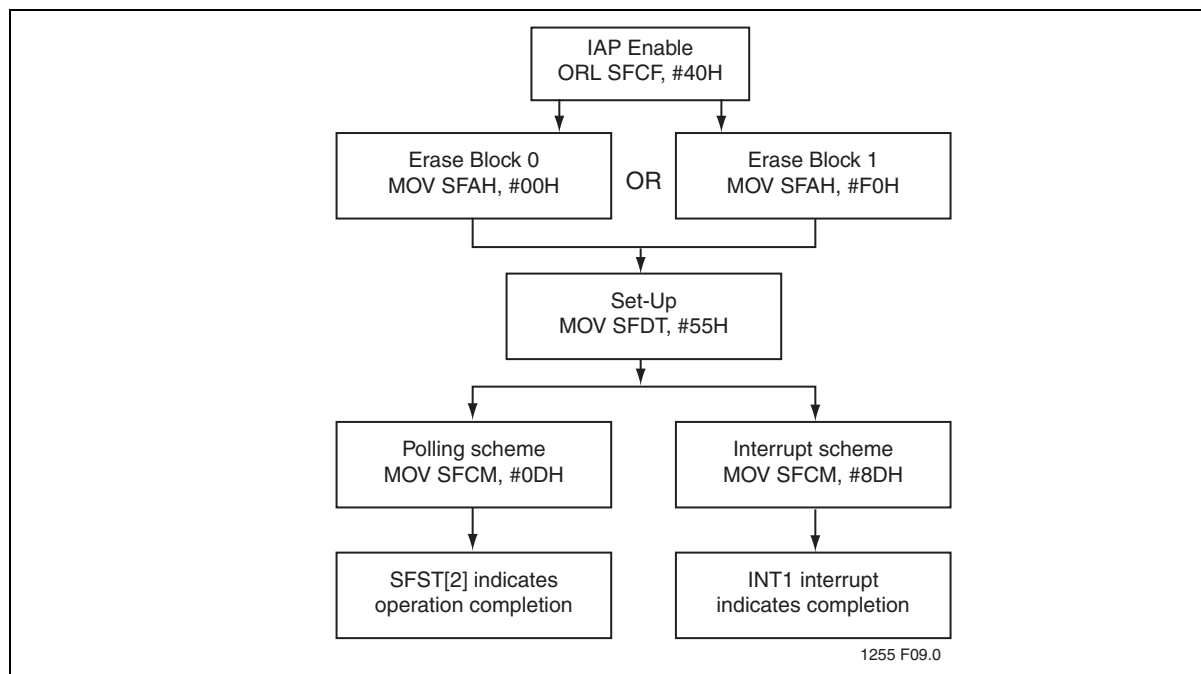 IAP Enable
ORL SFCF, #40H
Erase Block 0
MOV SFAH, #00H
OR
Erase Block 1
MOV SFAH, #F0H
Set-Up
MOV SFDT, #55H
Polling scheme
MOV SFCM, #0DH
Interrupt scheme
MOV SFCM, #8DH
SFST[2] indicates
operation completion
INT1 interrupt
indicates completion
1255 F09.0